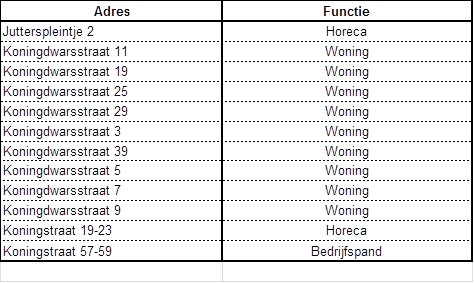 Adres Functie
Jutterspleintje 2 Horeca
Koningdwarsstraat 11 Woning
Koningdwarsstraat 19 Woning
Koningdwarsstraat 25 Woning
Koningdwarsstraat 29 Woning
Koningdwarsstraat 3 Woning
Koningdwarsstraat 39 Woning
Koningdwarsstraat 5 Woning
Koningdwarsstraat 7 Woning
Koningdwarsstraat 9 Woning
Koningstraat 19-23 Horeca
Koningstraat 57-59 Bedrijfspand